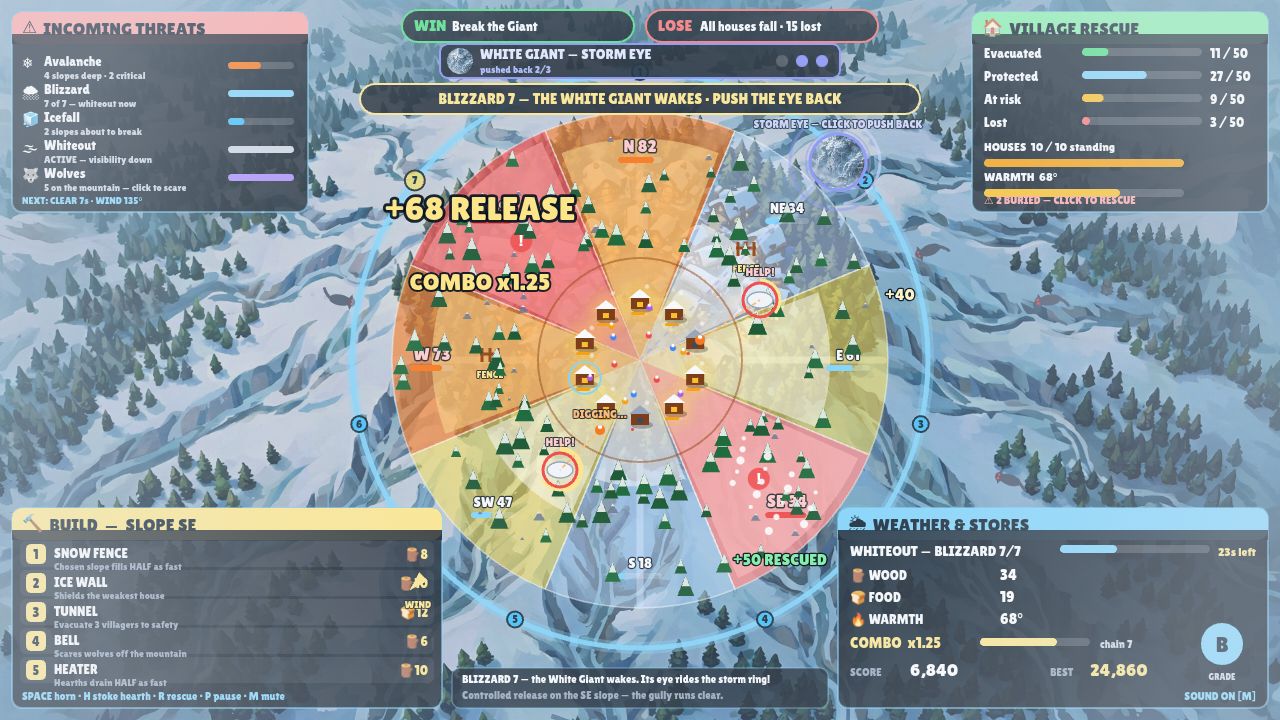 ⚠ INCOMING THREATS
Avalanche
4 slopes deep · 2 critical
Blizzard
7 of 7 — whiteout now
Icefall
2 slopes about to break
Whiteout
ACTIVE — visibility down
Wolves
5 on the mountain — click to scare
NEXT: CLEAR 7s · WIND 135°
WIN Break the Giant
LOSE All houses fall · 15 lost
WHITE GIANT — STORM EYE
pushed back 2/3
BLIZZARD 7 — THE WHITE GIANT WAKES · PUSH THE EYE BACK
STORM EYE — CLICK TO PUSH BACK
VILLAGE RESCUE
Evacuated 11 / 50
Protected 27 / 50
At risk 9 / 50
Lost 3 / 50
HOUSES 10 / 10 standing
WARMTH 68°
⚠ 2 BURIED — CLICK TO RESCUE
N 82
7
2
+68 RELEASE
NE 34
!
HELP!
COMBO x1.25
+40
W 73
E 61
FENCE
DIGGING...
6
3
HELP!
SW 47
+50 RESCUED
S 18
5
4
BUILD — SLOPE SE
1 SNOW FENCE 8
Chosen slope fills HALF as fast
2 ICE WALL
Shields the weakest house
WIND
3 TUNNEL 12
Evacuate 3 villagers to safety
4 BELL 6
Scares wolves off the mountain
5 HEATER 10
Hearths drain HALF as fast
SPACE horn · H stoke hearth · R rescue · P pause · M mute
BLIZZARD 7 — the White Giant wakes. Its eye rides the storm ring!
Controlled release on the SE slope — the gully runs clear.
WEATHER & STORES
WHITEOUT — BLIZZARD 7/7 23s left
WOOD 34
FOOD 19
WARMTH 68°
COMBO x1.25 chain 7
SCORE 6,840 BEST 24,860
B
GRADE
SOUND ON [M]